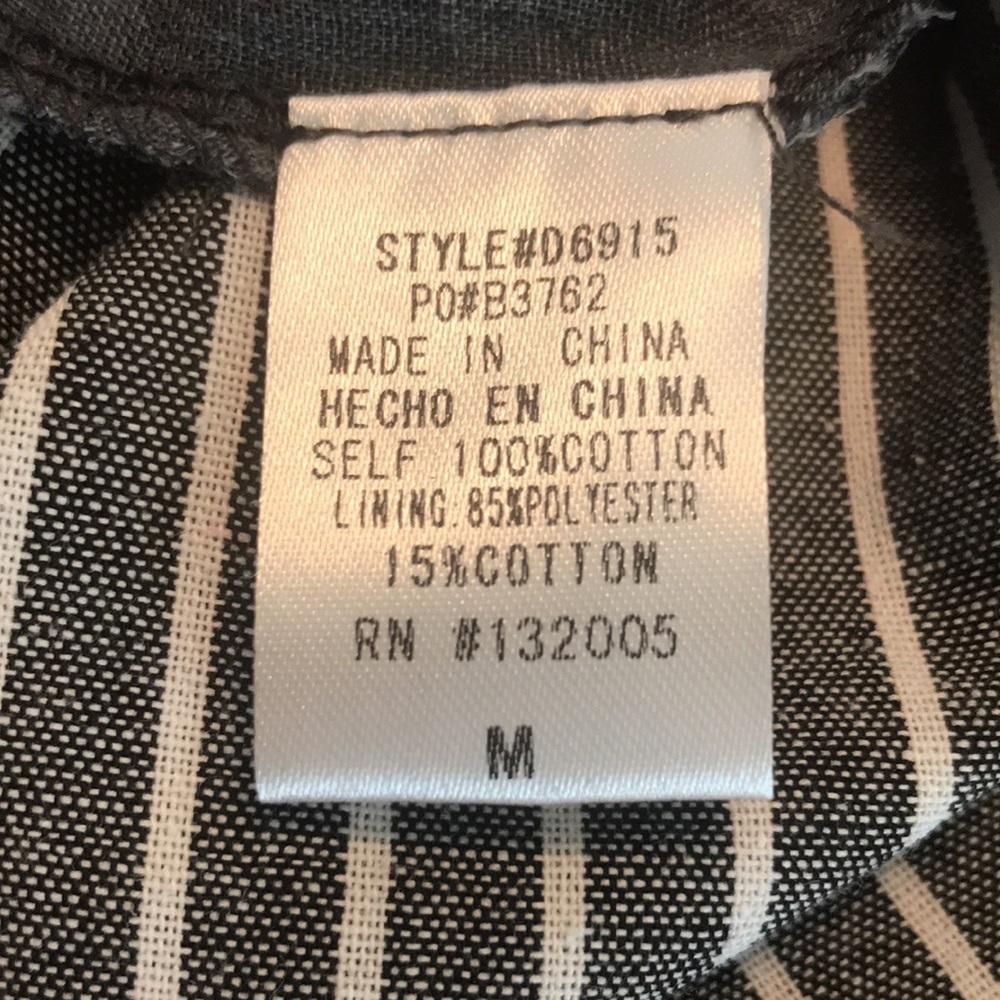 STYLE#D6915
PO#B3762
MADE IN CHINA
HECHO EN CHINA
SELF 100%COTTON
LINING:85%POLYESTER
15%COTTON
RN #132005
M